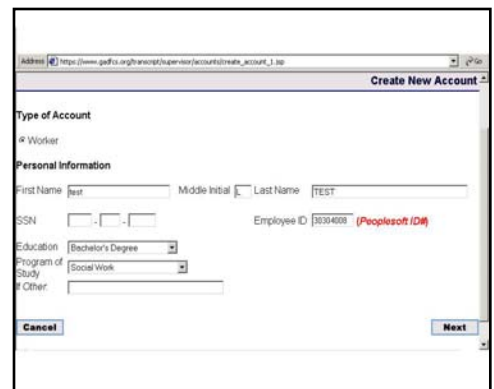 Address https://www.gadfcs.org/transcript/supervisor/accounts/create_account_1.jsp Go
Create New Account
Type of Account
Worker
Personal Information
First Name test Middle Initial L Last Name TEST
SSN - - Employee ID 30304008 (Peoplesoft ID#)
Education Bachelor's Degree
Program of Study Social Work
If Other:
Cancel Next